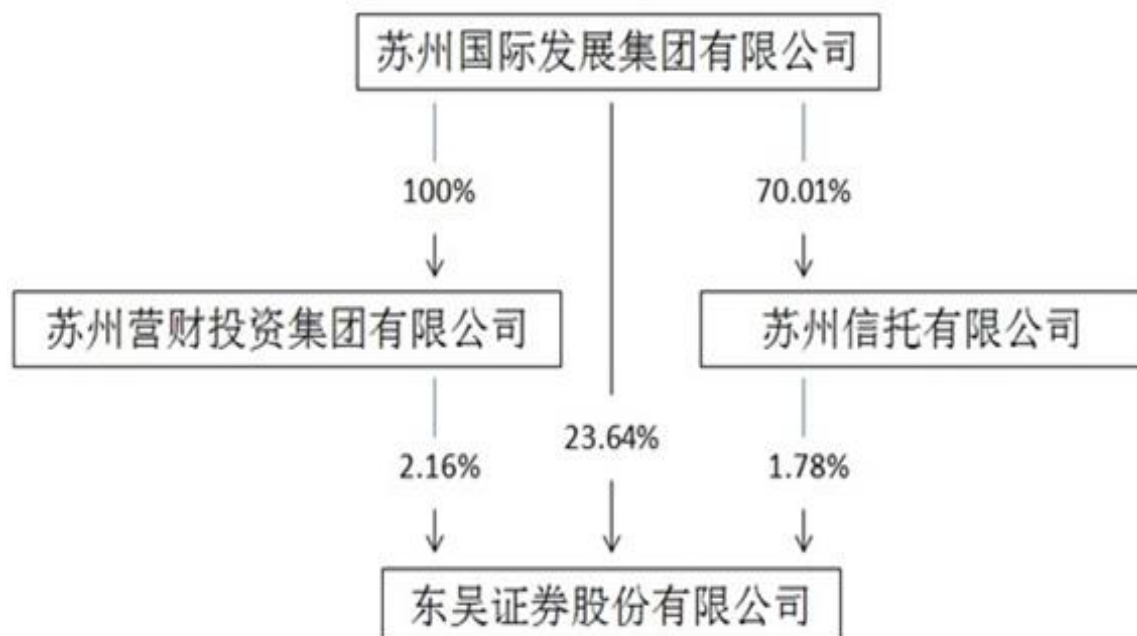 苏州国际发展集团有限公司
100%
70.01%
苏州营财投资集团有限公司
苏州信托有限公司
23.64%
2.16%
1.78%
东吴证券股份有限公司